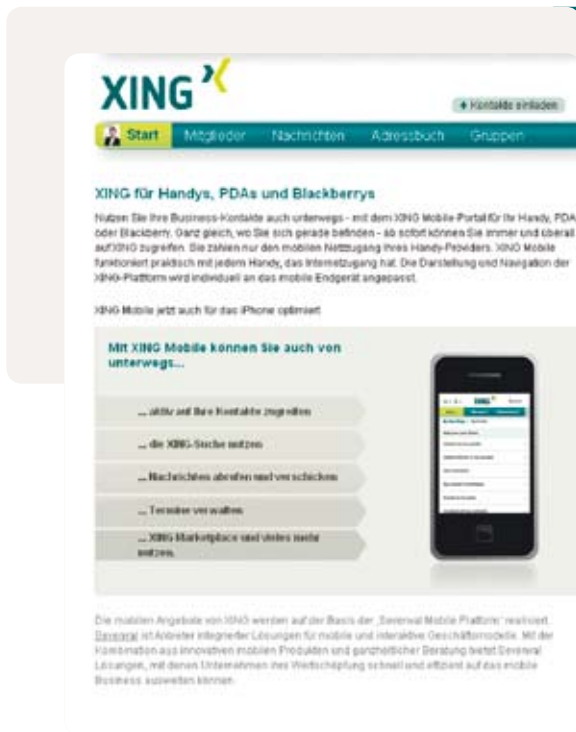 XING
+ Kontakte einladen
Start Mitglieder Nachrichten Adressbuch Gruppen
XING für Handys, PDAs und Blackberrys
Nutzen Sie Ihre Business-Kontakte auch unterwegs - mit dem XING Mobile-Portal für Ihr Handy, PDA
oder Blackberry. Ganz gleich, wo Sie sich gerade befinden - ab sofort können Sie immer und überall
auf XING zugreifen. Sie zahlen nur den mobilen Netzzugang Ihres Handy-Providers. XING Mobile
funktioniert praktisch mit jedem Handy, das Internetzugang hat. Die Darstellung und Navigation der
XING-Plattform wird individuell an das mobile Endgerät angepasst.
XING Mobile jetzt auch für das iPhone optimiert
Mit XING Mobile können Sie auch von
unterwegs...
... aktiv auf Ihre Kontakte zugreifen
... die XING-Suche nutzen
... Nachrichten abrufen und verschicken
... Termine verwalten
... XING Marketplace und vieles mehr
nutzen.
XING
Die mobilen Angebote von XING werden auf der Basis der „Sevenval Mobile Platform“ realisiert.
Sevenval ist Anbieter integrierter Lösungen für mobile und interaktive Geschäftsmodelle. Mit der
Kombination aus innovativen mobilen Produkten und ganzheitlicher Beratung bietet Sevenval
Lösungen, mit denen Unternehmen ihre Wertschöpfung schnell und effizient auf das mobile
Business ausweiten können.